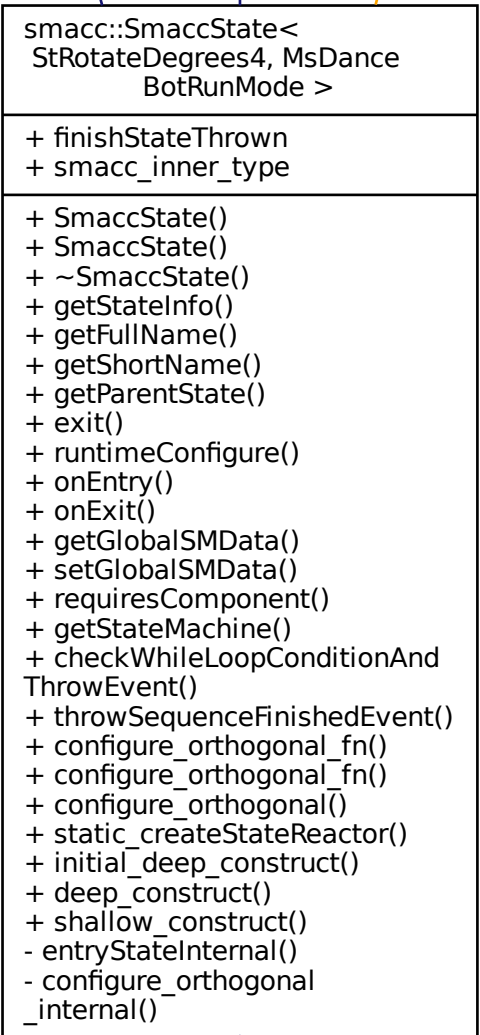 smacc::SmaccState<
StRotateDegrees4, MsDance
BotRunMode >
+ finishStateThrown
+ smacc_inner_type
+ SmaccState()
+ SmaccState()
+ ~SmaccState()
+ getStateInfo()
+ getFullName()
+ getShortName()
+ getParentState()
+ exit()
+ runtimeConfigure()
+ onEntry()
+ onExit()
+ getGlobalSMData()
+ setGlobalSMData()
+ requiresComponent()
+ getStateMachine()
+ checkWhileLoopConditionAnd
ThrowEvent()
+ throwSequenceFinishedEvent()
+ configure_orthogonal_fn()
+ configure_orthogonal_fn()
+ configure_orthogonal()
+ static_createStateReactor()
+ initial_deep_construct()
+ deep_construct()
+ shallow_construct()
- entryStateInternal()
- configure_orthogonal
_internal()